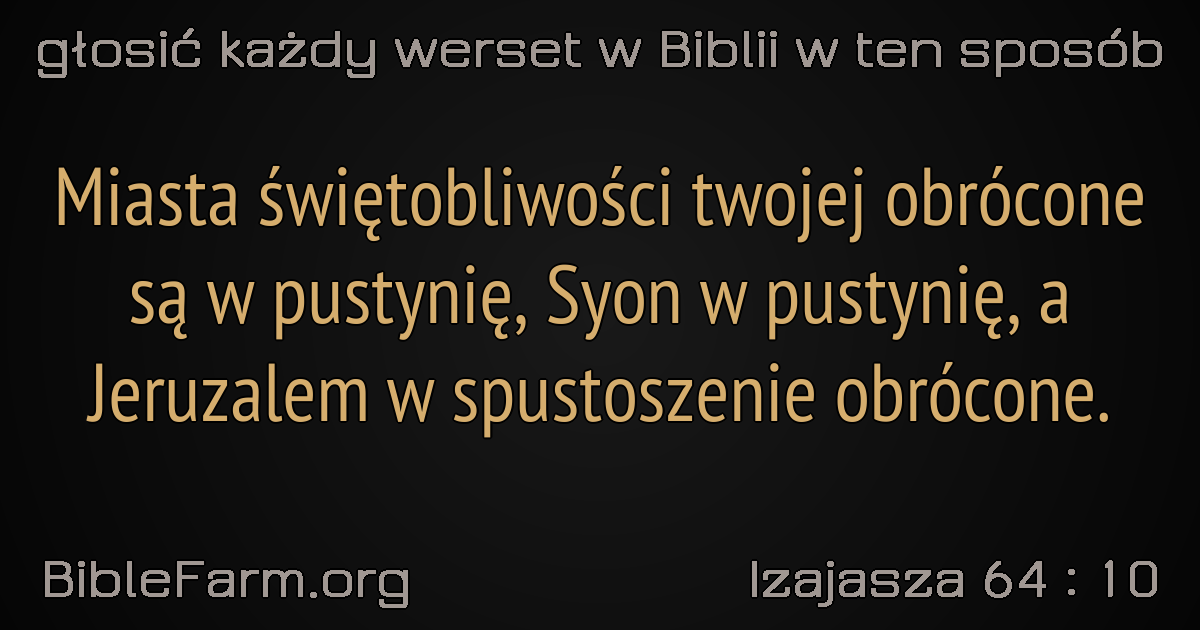 głosić każdy werset w Biblii w ten sposób
Miasta świętobliwości twojej obrócone
są w pustynię, Syon w pustynię, a
Jeruzalem w spustoszenie obrócone.
BibleFarm.org
Izajasza 64 : 10